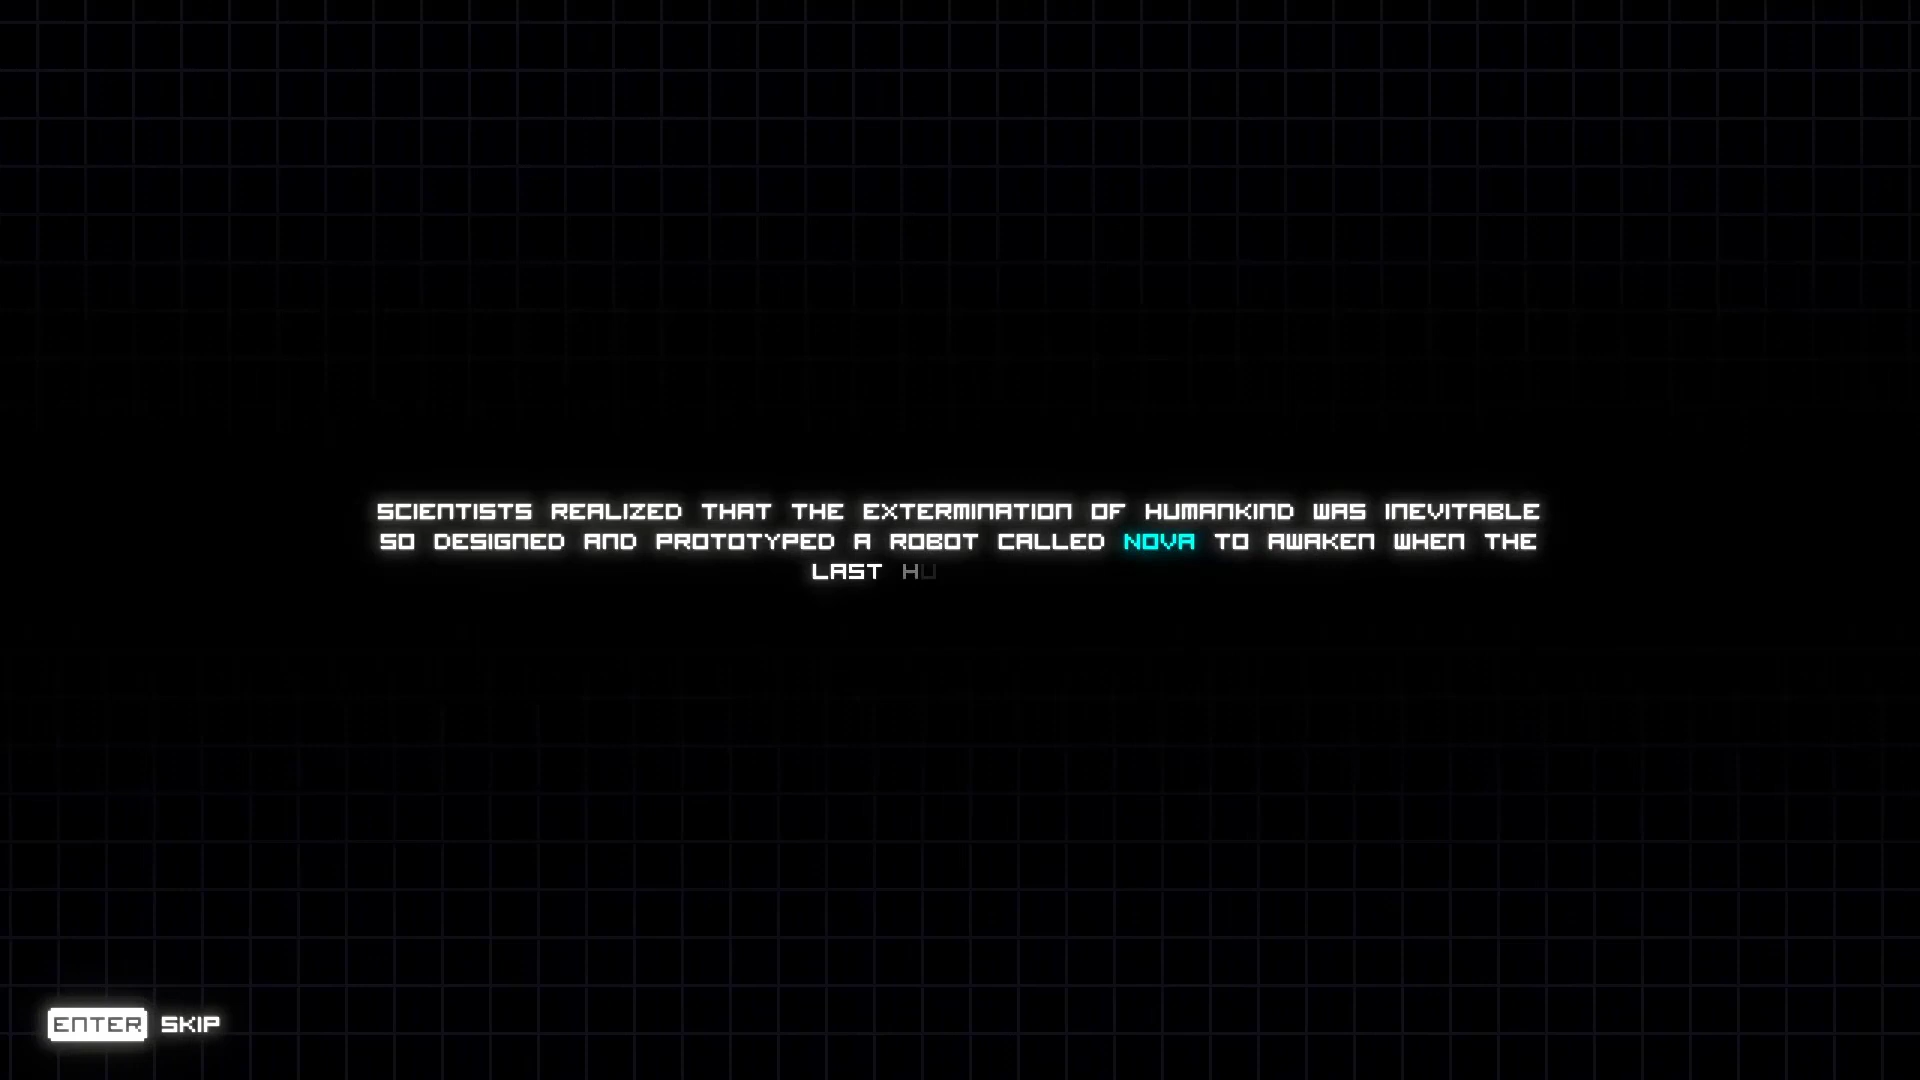 SCIENTISTS REALIZED THAT THE EXTERMINATION OF HUMANKIND WAS INEVITABLE
SO DESIGNED AND PROTOTYPED A ROBOT CALLED NOVA TO AWAKEN WHEN THE
LAST HU
ENTER SKIP